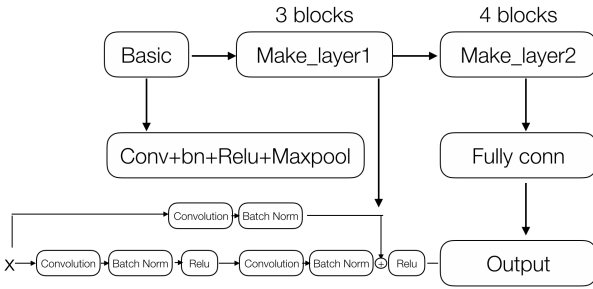 3 blocks 4 blocks
Basic Make_layer1 Make_layer2
Conv+bn+Relu+Maxpool Fully conn
Convolution Batch Norm
X Convolution Batch Norm Relu Convolution Batch Norm + Relu Output